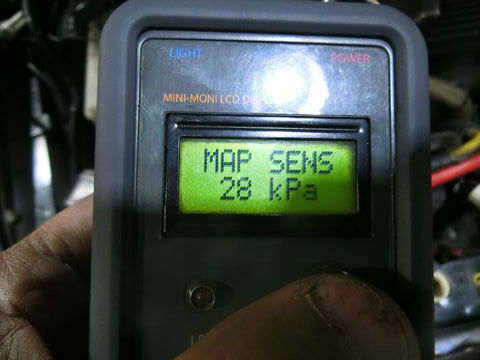 LIGHT POWER
MINI-MONI LCD
MAP SENS
28 kPa